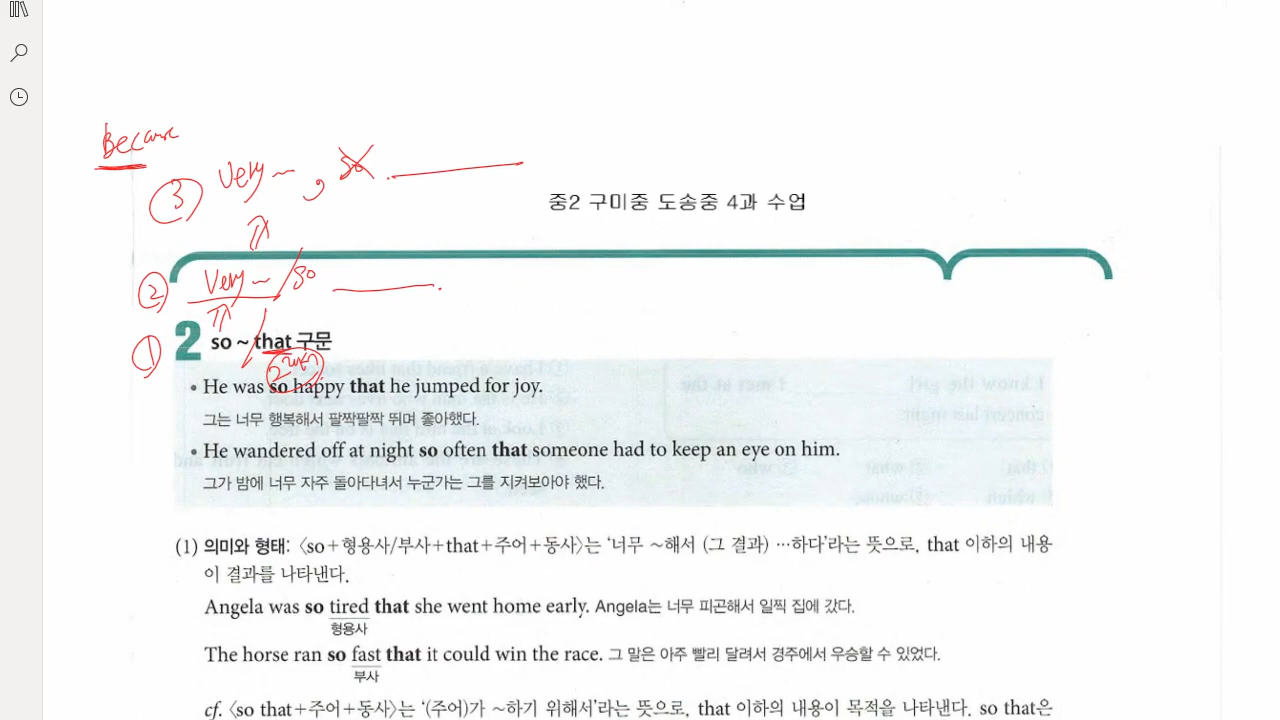 Because
③ Very ~ , so .
중2 구미중 도송중 4과 수업
② Very ~ / so .
①
2 so ~ that 구문
• He was so happy that he jumped for joy.
그는 너무 행복해서 팔짝팔짝 뛰며 좋아했다.
• He wandered off at night so often that someone had to keep an eye on him.
그가 밤에 너무 자주 돌아다녀서 누군가는 그를 지켜보아야 했다.
(1) 의미와 형태: 〈so+형용사/부사+that+주어+동사〉는 ‘너무 ~해서 (그 결과) …하다’라는 뜻으로, that 이하의 내용
이 결과를 나타낸다.
Angela was so tired that she went home early. Angela는 너무 피곤해서 일찍 집에 갔다.
형용사
The horse ran so fast that it could win the race. 그 말은 아주 빨리 달려서 경주에서 우승할 수 있었다.
부사
cf. 〈so that+주어+동사〉는 ‘(주어)가 ~하기 위해서’라는 뜻으로, that 이하의 내용이 목적을 나타낸다. so that은